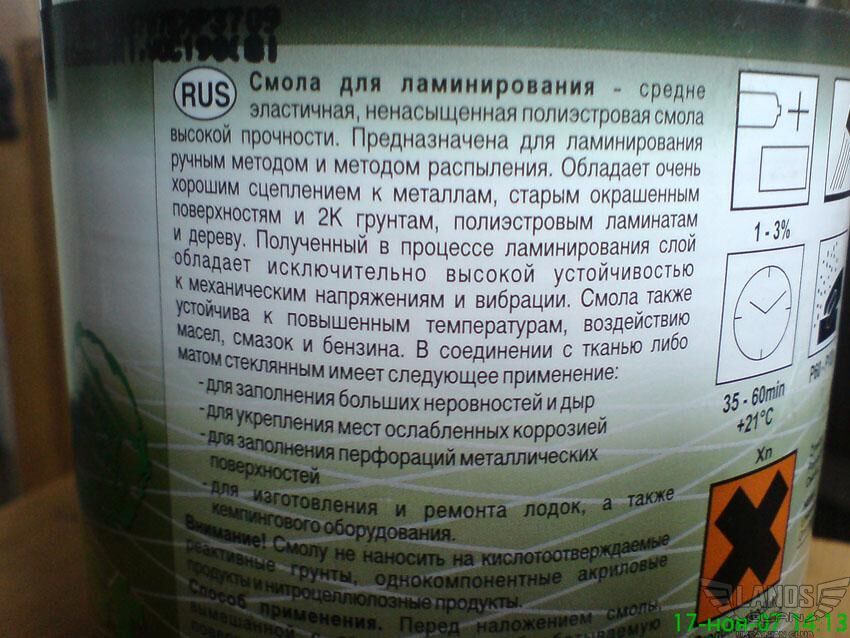 RUS
Смола для ламинирования - средне
эластичная, ненасыщенная полиэстровая смола
высокой прочности. Предназначена для ламинирования
ручным методом и методом распыления. Обладает очень
хорошим сцеплением к металлам, старым окрашенным
поверхностям и 2К грунтам, полиэстровым ламинатам
и дереву. Полученный в процессе ламинирования слой
обладает исключительно высокой устойчивостью
к механическим напряжениям и вибрации. Смола также
устойчива к повышенным температурам, воздействию
масел, смазок и бензина. В соединении с тканью либо
матом стеклянным имеет следующее применение:
-для заполнения больших неровностей и дыр
-для укрепления мест ослабленных коррозией
-для заполнения перфораций металлических
поверхностей
-для изготовления и ремонта лодок, а также
кемпингового оборудования.
Внимание! Смолу не наносить на кислотоотверждаемые
реактивные грунты, однокомпонентные акриловые
продукты и нитроцеллюлозные продукты.
Способ применения. Перед наложением смолы,
1 - 3%
35 - 60min
+21°C
Xn
LANOS
17-ноя-07 14:13